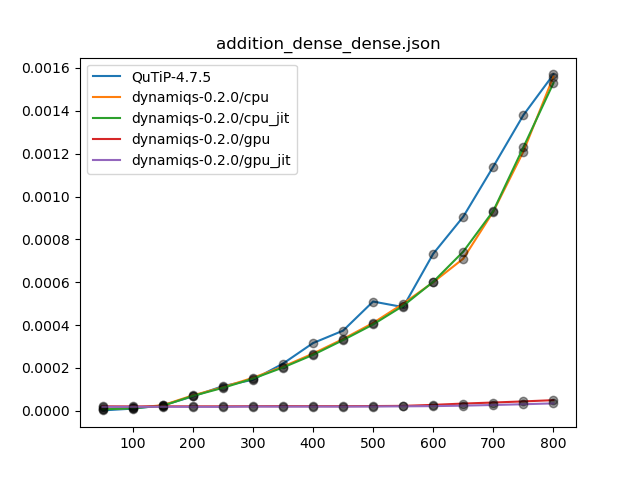 addition_dense_dense.json
QuTiP-4.7.5
dynamiqs-0.2.0/cpu
dynamiqs-0.2.0/cpu_jit
dynamiqs-0.2.0/gpu
dynamiqs-0.2.0/gpu_jit
0.0016
0.0014
0.0012
0.0010
0.0008
0.0006
0.0004
0.0002
0.0000
100 200 300 400 500 600 700 800